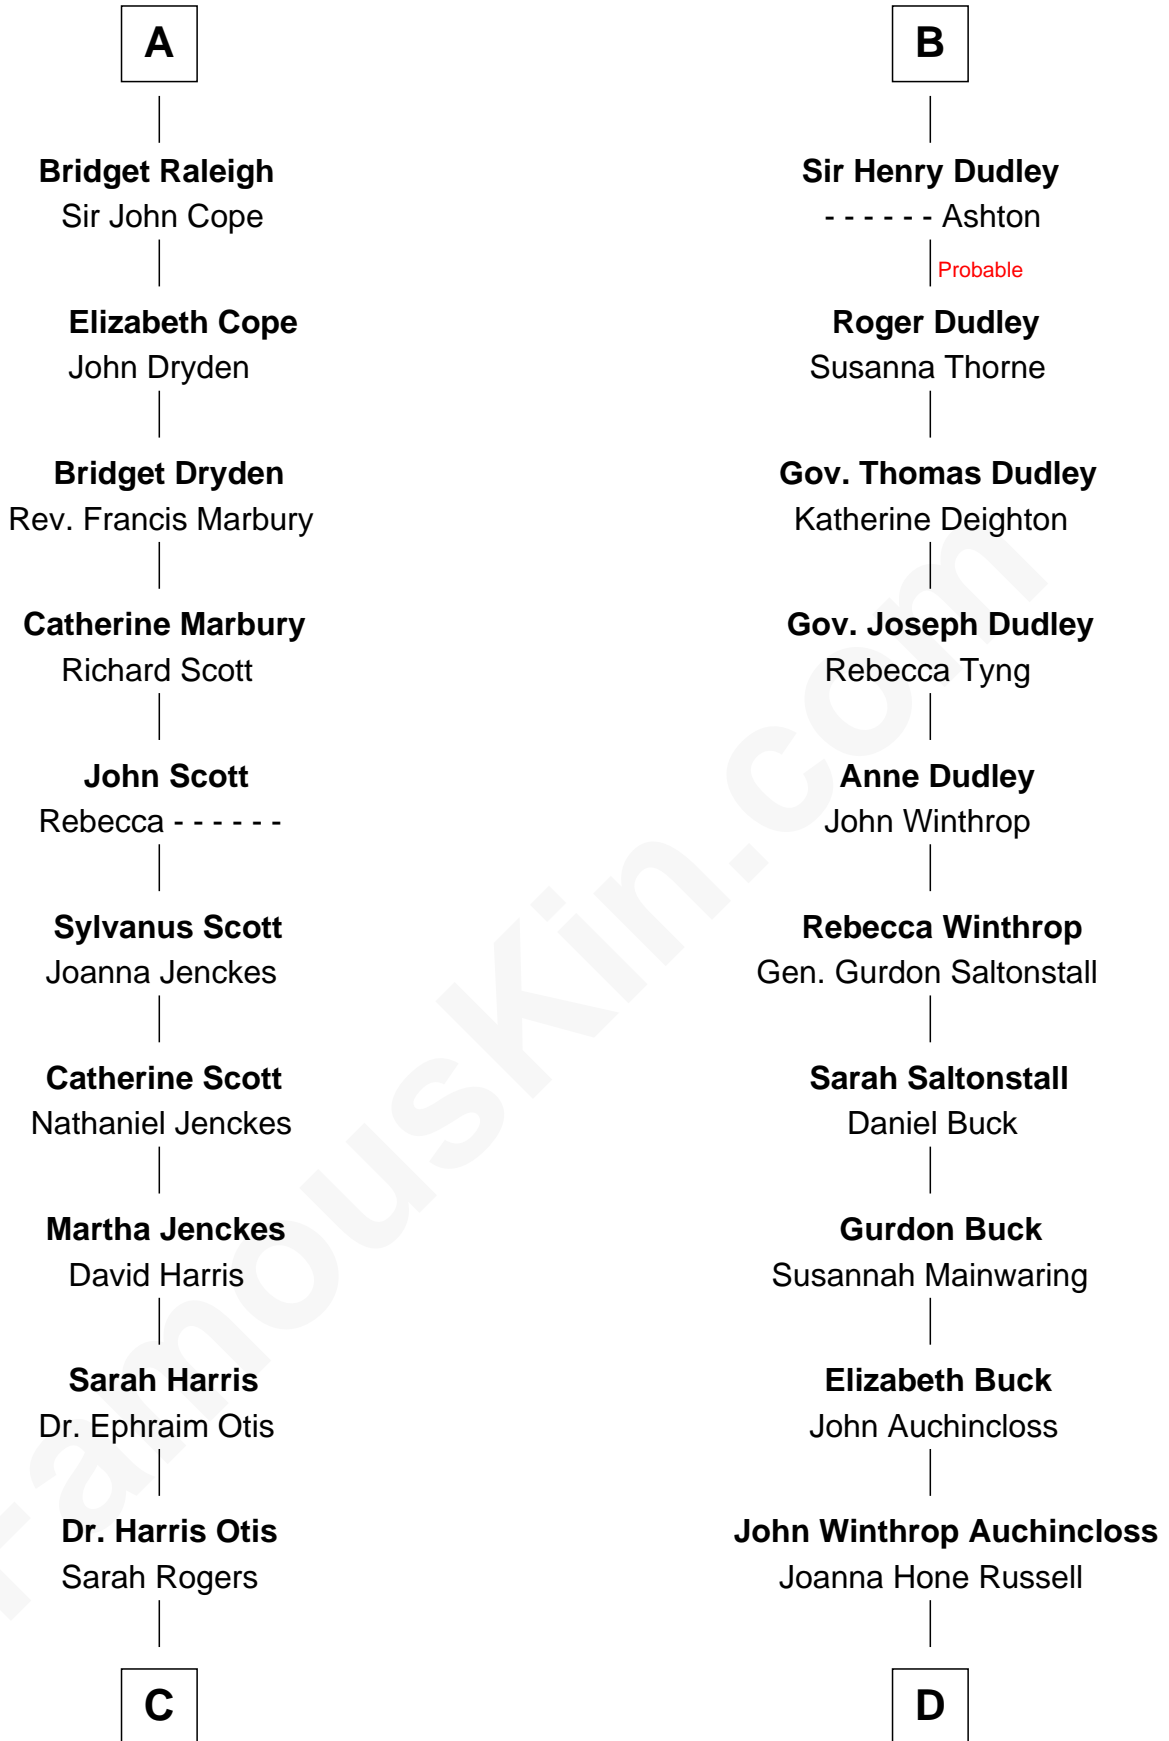 A
Bridget Raleigh
Sir John Cope
Elizabeth Cope
John Dryden
Bridget Dryden
Rev. Francis Marbury
Catherine Marbury
Richard Scott
John Scott
Rebecca - - - - - -
Sylvanus Scott
Joanna Jenckes
Catherine Scott
Nathaniel Jenckes
Martha Jenckes
David Harris
Sarah Harris
Dr. Ephraim Otis
Dr. Harris Otis
Sarah Rogers
C
B
Sir Henry Dudley
- - - - - - Ashton
Probable
Roger Dudley
Susanna Thorne
Gov. Thomas Dudley
Katherine Deighton
Gov. Joseph Dudley
Rebecca Tyng
Anne Dudley
John Winthrop
Rebecca Winthrop
Gen. Gurdon Saltonstall
Sarah Saltonstall
Daniel Buck
Gurdon Buck
Susannah Mainwaring
Elizabeth Buck
John Auchincloss
John Winthrop Auchincloss
Joanna Hone Russell
D
FamousKin.com